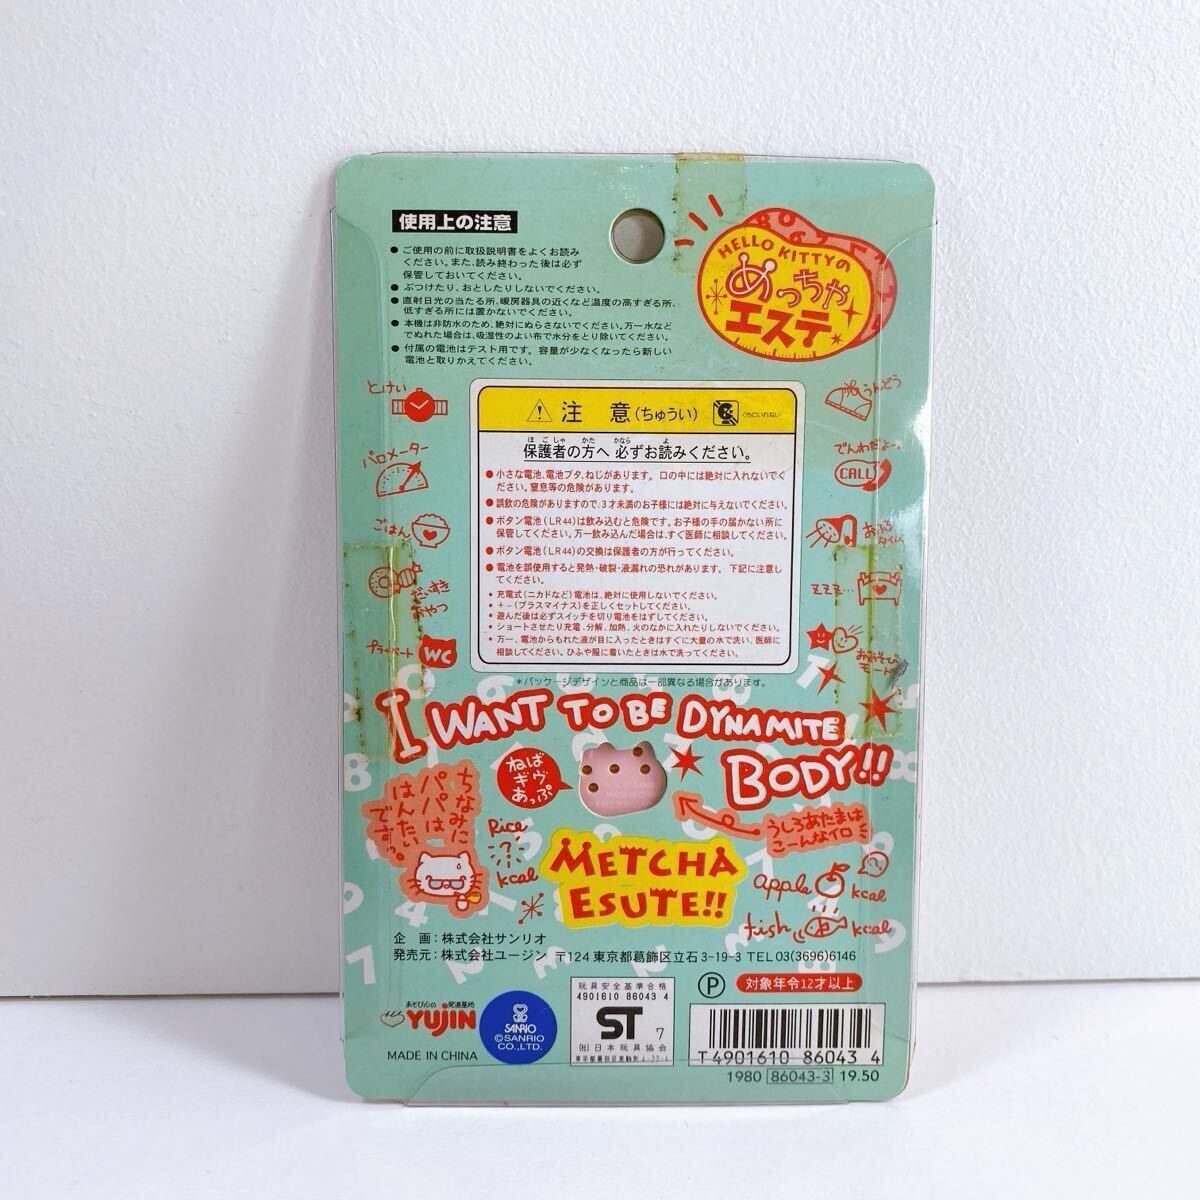 使用上の注意
● ご使用の前に取扱説明書をよくお読み
ください。また、読み終わった後は必ず
保管しておいてください。
● ぶつけたり、おとしたりしないでください。
● 直射日光の当たる所、暖房器具の近くなど温度の高すぎる所、
低すぎる所には置かないでください。
● 本機は非防水のため、絶対にぬらさないでください。万一水など
でぬれた場合は、吸湿性のよい布で水分をとり除いてください。
● 付属の電池はテスト用です。容量が少なくなったら新しい
電池と取りかえてください。
HELLO KITTYの
めっちゃ
エステ
とけい
バロメーター
ごはん
だいすき
おやつ
プライベート
WC
うんどう
でんわだよー。
CALL
おふろ
タイム
ZZZ...
おあそび
モード
注 意(ちゅうい)
くちにいれない
保護者の方へ 必ずお読みください。
● 小さな電池、電池ブタ、ねじがあります。口の中には絶対に入れないでく
ださい。窒息等の危険があります。
● 誤飲の危険がありますので、3才未満のお子様には絶対に与えないでください。
● ボタン電池(LR44)は飲み込むと危険です。お子様の手の届かない所に
保管してください。万一飲み込んだ場合は、すぐ医師に相談してください。
● ボタン電池(LR44)の交換は保護者の方が行ってください。
● 電池を誤使用すると発熱・破裂・液漏れの恐れがあります。下記に注意し
てください。
・充電式(ニカドなど)電池は、絶対に使用しないでください。
・+−(プラスマイナス)を正しくセットしてください。
・遊んだ後は必ずスイッチを切り電池をはずしてください。
・ショートさせたり充電、分解、加熱、火のなかに入れたりしないでください。
・万一、電池からもれた液が目に入ったときはすぐに大量の水で洗い、医師に
相談してください。ひふや服に着いたときは水で洗ってください。
＊パッケージデザインと商品は一部異なる場合があります。
I WANT TO BE DYNAMITE
BODY!!
ねば
ギヴ
あっぷ
ちなみに
パパは
はんたい
です。
うしろあたまは
こーんなイロ
Rice
?
kcal
METCHA
ESUTE!!
apple
kcal
fish
kcal
企 画：株式会社サンリオ
発売元：株式会社ユージン 〒124 東京都葛飾区立石3-19-3 TEL 03(3696)6146
あそび心の発進基地
YUJIN
MADE IN CHINA
SANRIO
©SANRIO
CO.,LTD.
玩具安全基準合格
4901610 86043 4
ST 7
(社)日本玩具協会
P
対象年令12才以上
T4901610 86043 4
1980 86043-3 19.50